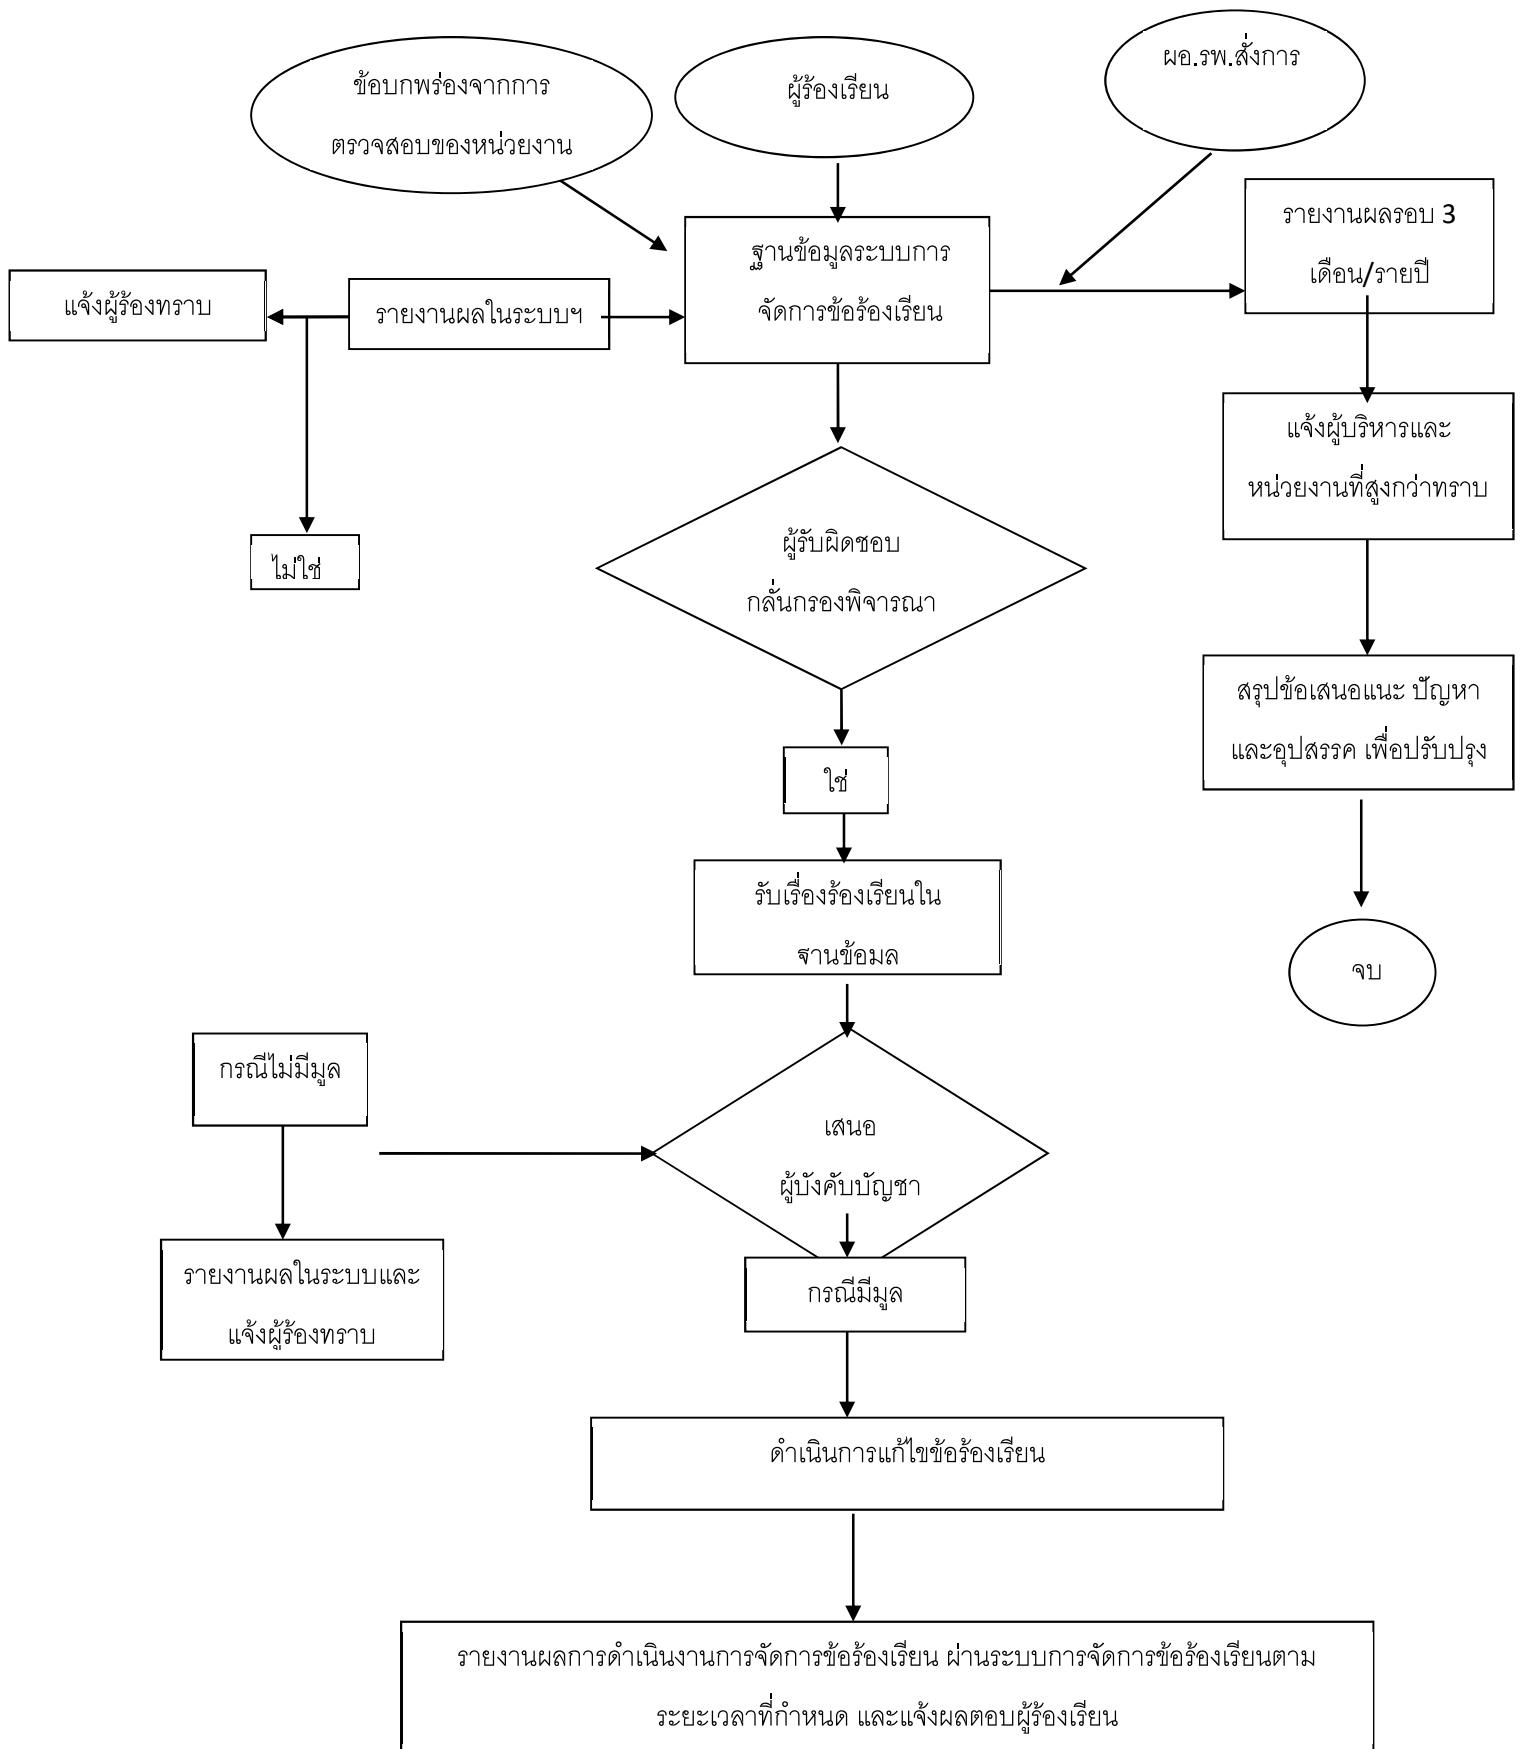 ข้อบกพร่องจากการ
ตรวจสอบของหน่วยงาน
ผู้ร้องเรียน
ผอ.รพ.สั่งการ
ฐานข้อมูลระบบการ
จัดการข้อร้องเรียน
รายงานผลรอบ 3
เดือน/รายปี
แจ้งผู้ร้องทราบ
รายงานผลในระบบฯ
แจ้งผู้บริหารและ
หน่วยงานที่สูงกว่าทราบ
ไม่ใช่
ผู้รับผิดชอบ
กลั่นกรองพิจารณา
สรุปข้อเสนอแนะ ปัญหา
และอุปสรรค เพื่อปรับปรุง
ใช่
รับเรื่องร้องเรียนใน
ฐานข้อมูล
จบ
กรณีไม่มีมูล
เสนอ
ผู้บังคับบัญชา
รายงานผลในระบบและ
แจ้งผู้ร้องทราบ
กรณีมีมูล
ดำเนินการแก้ไขข้อร้องเรียน
รายงานผลการดำเนินงานการจัดการข้อร้องเรียน ผ่านระบบการจัดการข้อร้องเรียนตาม
ระยะเวลาที่กำหนด และแจ้งผลตอบผู้ร้องเรียน